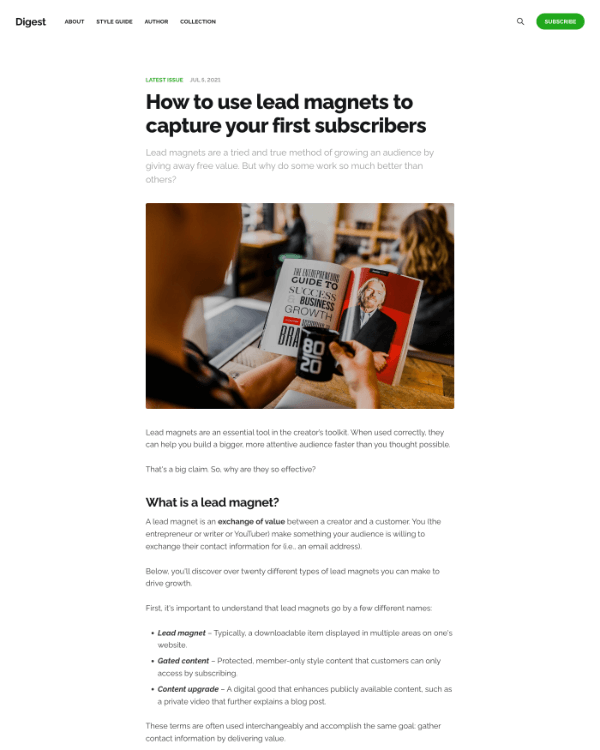 Digest ABOUT STYLE GUIDE AUTHOR COLLECTION SUBSCRIBE
LATEST ISSUE JUL 5, 2021
How to use lead magnets to
capture your first subscribers
Lead magnets are a tried and true method of growing an audience by
giving away free value. But why do some work so much better than
others?
THE ENTREPRENEURS
GUIDE TO
SUCCESS
& BUSINESS
GROWTH
BRA
80
20
Lead magnets are an essential tool in the creator's toolkit. When used correctly, they
can help you build a bigger, more attentive audience faster than you thought possible.
That's a big claim. So, why are they so effective?
What is a lead magnet?
A lead magnet is an exchange of value between a creator and a customer. You (the
entrepreneur or writer or YouTuber) make something your audience is willing to
exchange their contact information for (i.e., an email address).
Below, you'll discover over twenty different types of lead magnets you can make to
drive growth.
First, it's important to understand that lead magnets go by a few different names:
• Lead magnet – Typically, a downloadable item displayed in multiple areas on one's
website.
• Gated content – Protected, member-only style content that customers can only
access by subscribing.
• Content upgrade – A digital good that enhances publicly available content, such as
a private video that further explains a blog post.
These terms are often used interchangeably and accomplish the same goal: gather
contact information by delivering value.